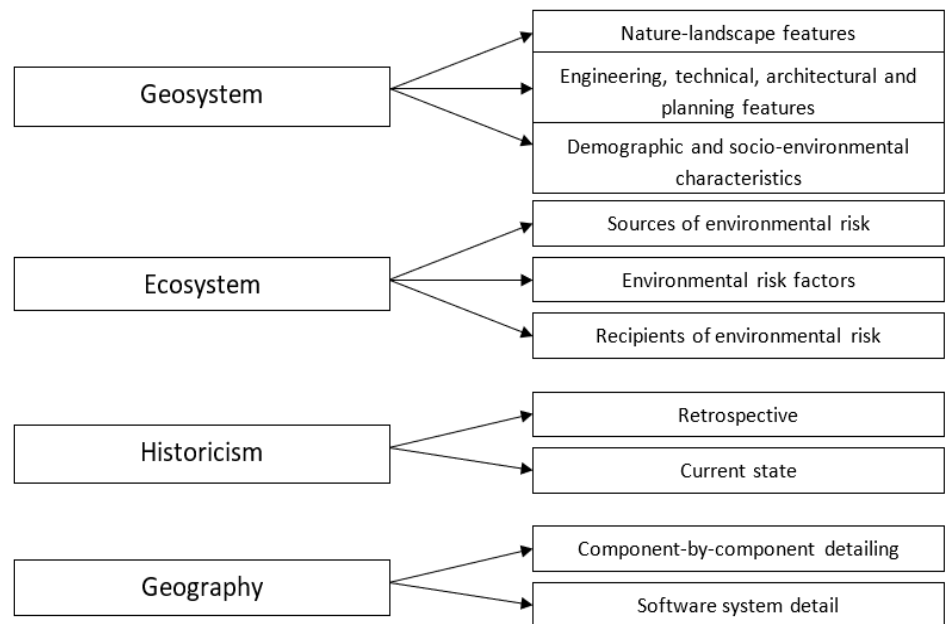 Geosystem
Nature-landscape features
Engineering, technical, architectural and
planning features
Demographic and socio-environmental
characteristics
Ecosystem
Sources of environmental risk
Environmental risk factors
Recipients of environmental risk
Historicism
Retrospective
Current state
Geography
Component-by-component detailing
Software system detail